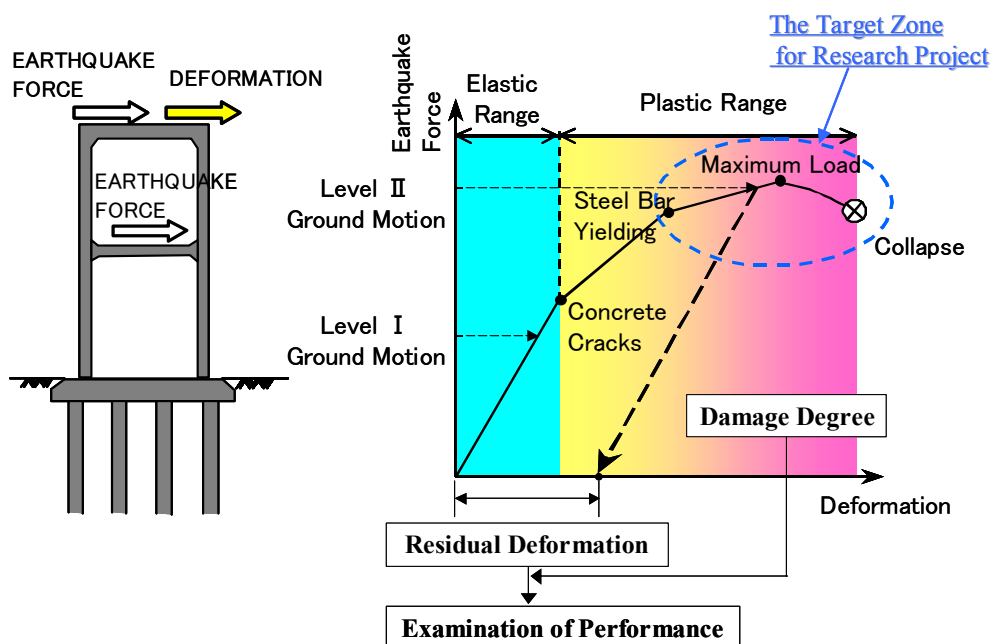 The Target Zone
for Research Project
EARTHQUAKE
FORCE
DEFORMATION
Earthquake
Force
Elastic
Range
Plastic Range
EARTHQUAKE
FORCE
Level Ⅱ
Ground Motion
Maximum Load
Steel Bar
Yielding
Collapse
Concrete
Cracks
Level Ⅰ
Ground Motion
Damage Degree
Deformation
Residual Deformation
Examination of Performance